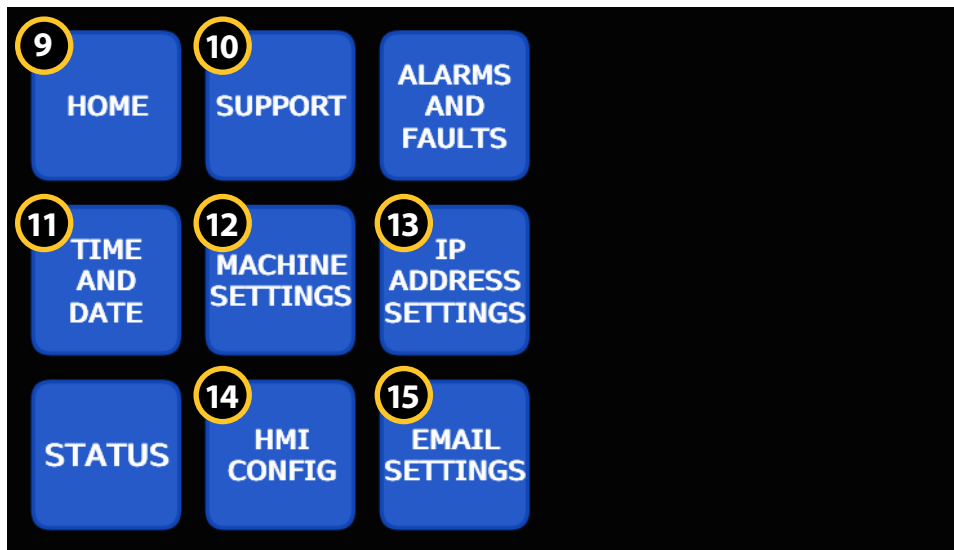 9
HOME
10
SUPPORT
ALARMS
AND
FAULTS
11
TIME
AND
DATE
12
MACHINE
SETTINGS
13
IP
ADDRESS
SETTINGS
STATUS
14
HMI
CONFIG
15
EMAIL
SETTINGS